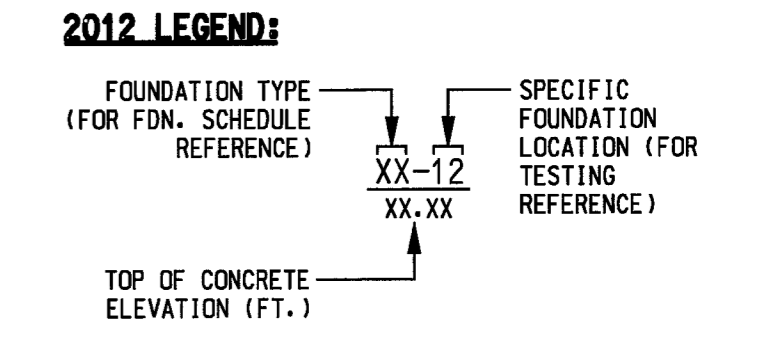 2012 LEGEND:
FOUNDATION TYPE
(FOR FDN. SCHEDULE
REFERENCE)
XX-12
XX.XX
SPECIFIC
FOUNDATION
LOCATION (FOR
TESTING
REFERENCE)
TOP OF CONCRETE
ELEVATION (FT.)